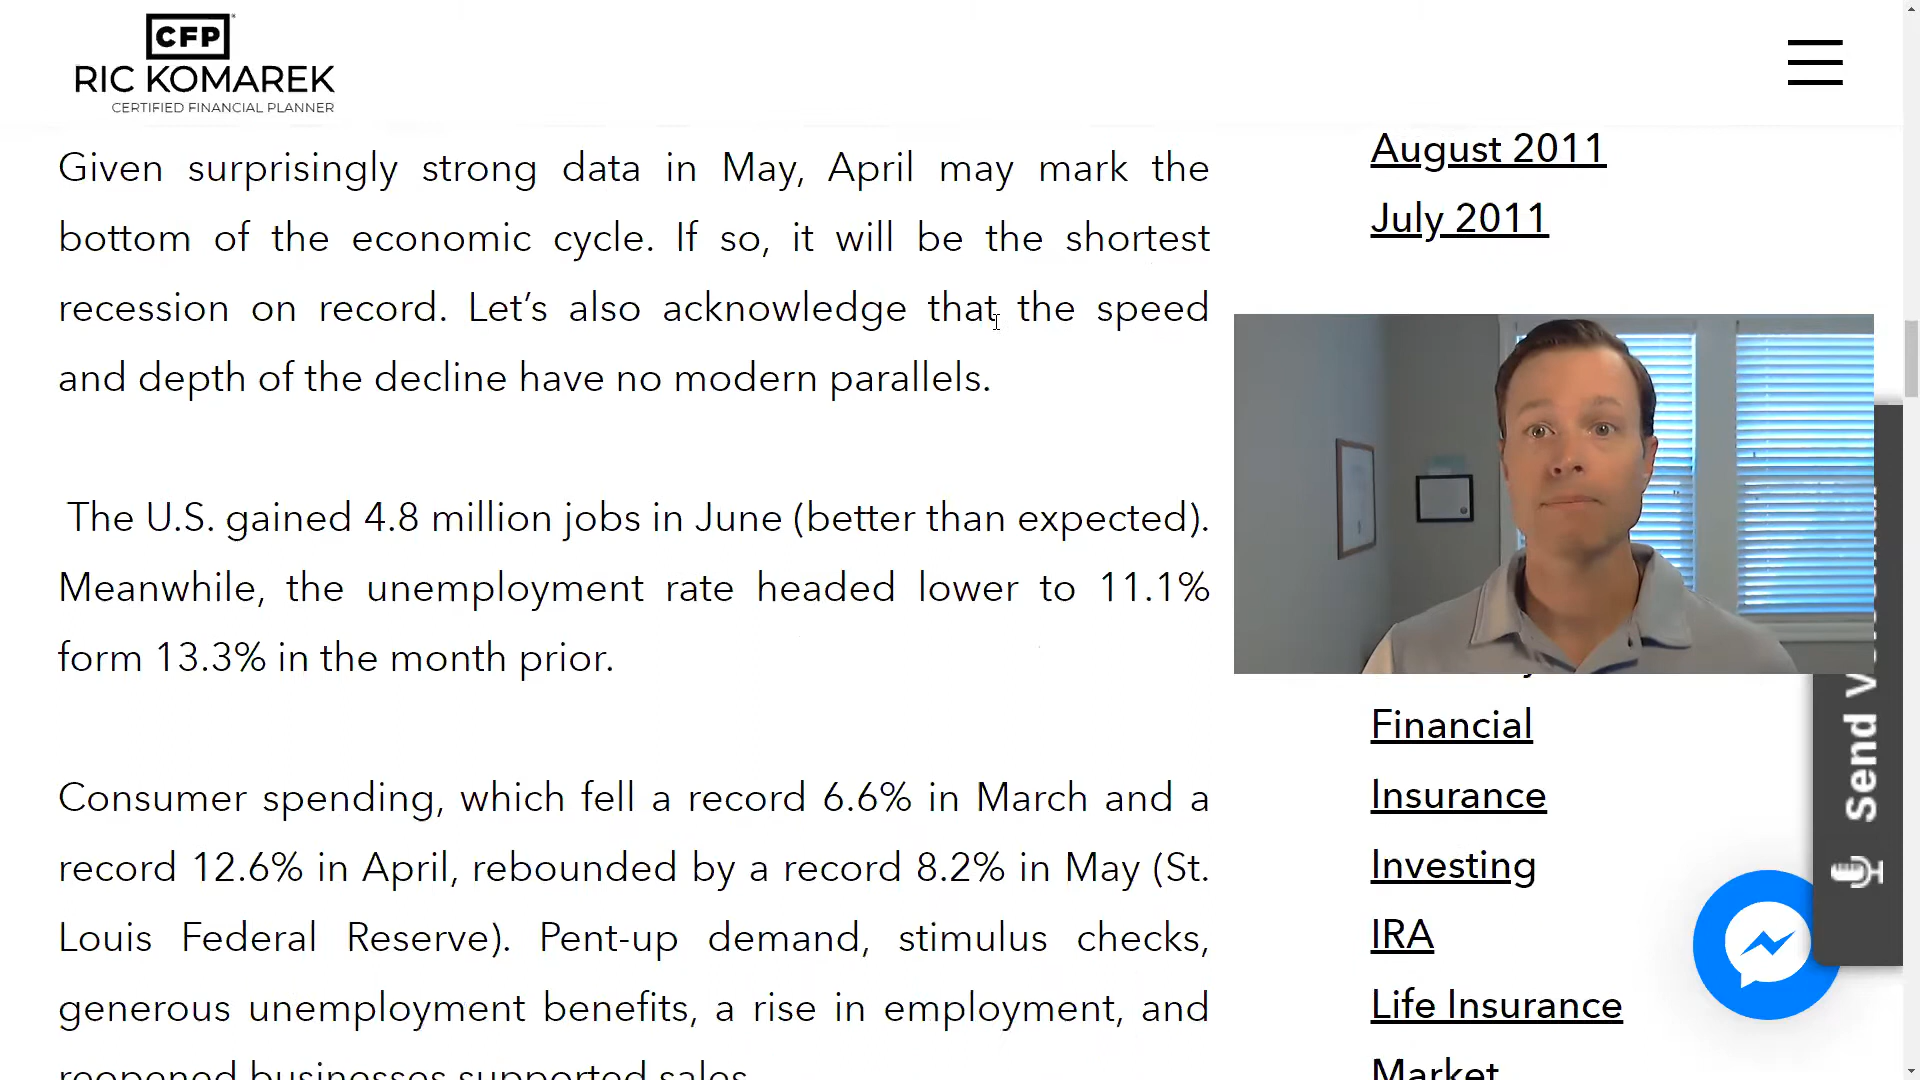 CFP
RIC KOMAREK
CERTIFIED FINANCIAL PLANNER
Given surprisingly strong data in May, April may mark the
bottom of the economic cycle. If so, it will be the shortest
recession on record. Let’s also acknowledge that the speed
and depth of the decline have no modern parallels.
The U.S. gained 4.8 million jobs in June (better than expected).
Meanwhile, the unemployment rate headed lower to 11.1%
form 13.3% in the month prior.
Consumer spending, which fell a record 6.6% in March and a
record 12.6% in April, rebounded by a record 8.2% in May (St.
Louis Federal Reserve). Pent-up demand, stimulus checks,
generous unemployment benefits, a rise in employment, and
reopened businesses supported sales.
August 2011
July 2011
Financial
Insurance
Investing
IRA
Life Insurance
Market
Send